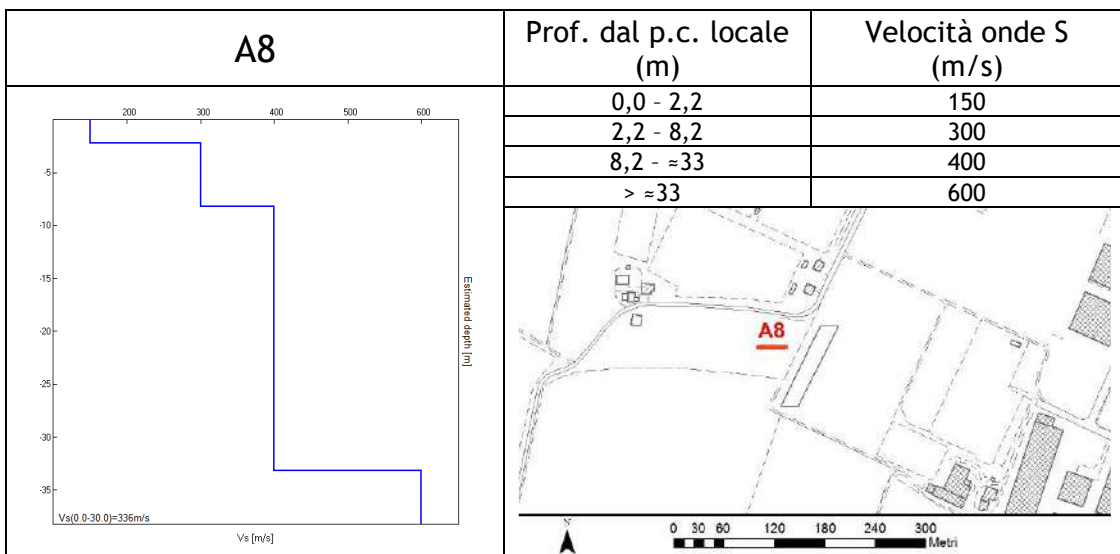 A8
Prof. dal p.c. locale
(m)
Velocità onde S
(m/s)
0,0 - 2,2 150
2,2 - 8,2 300
8,2 - ≈33 400
> ≈33 600
200 300 400 500 600
-5
-10
-15
-20
-25
-30
-35
Estimated depth [m]
Vs(0.0-30.0)=336m/s
Vs [m/s]
A8
N
0 30 60 120 180 240 300
Metri